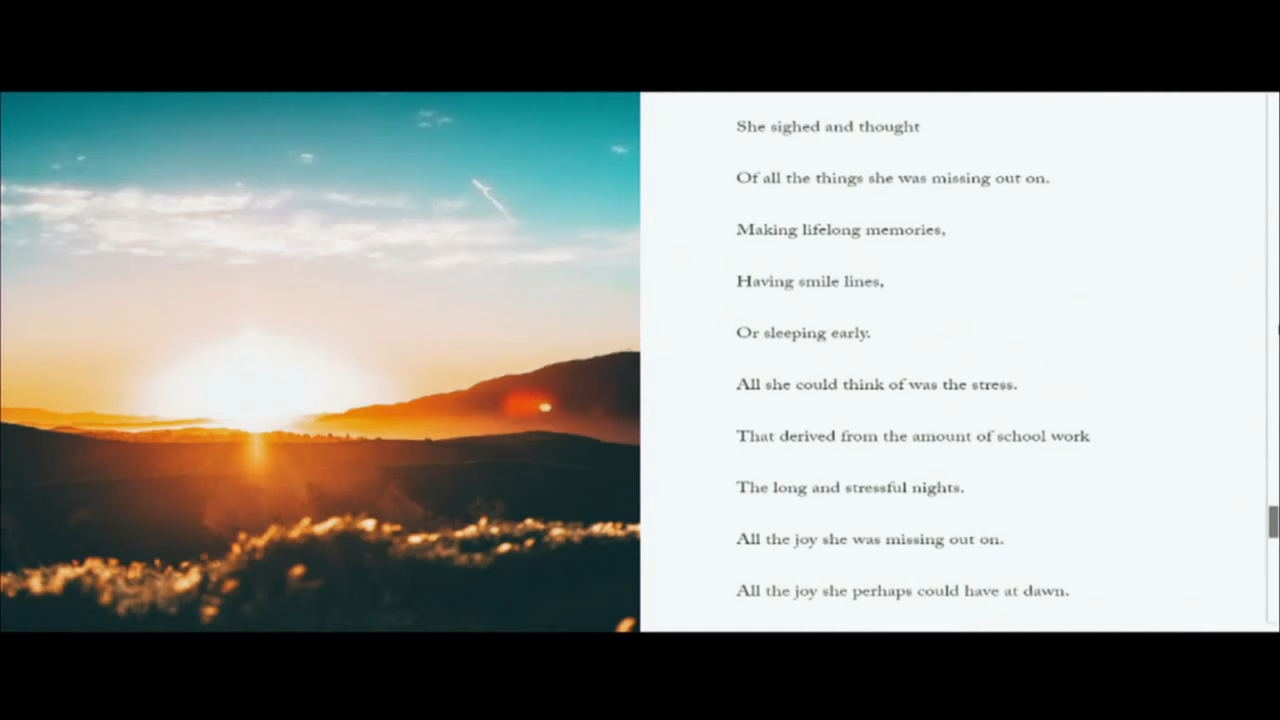 She sighed and thought
Of all the things she was missing out on.
Making lifelong memories,
Having smile lines,
Or sleeping early.
All she could think of was the stress.
That derived from the amount of school work
The long and stressful nights.
All the joy she was missing out on.
All the joy she perhaps could have at dawn.